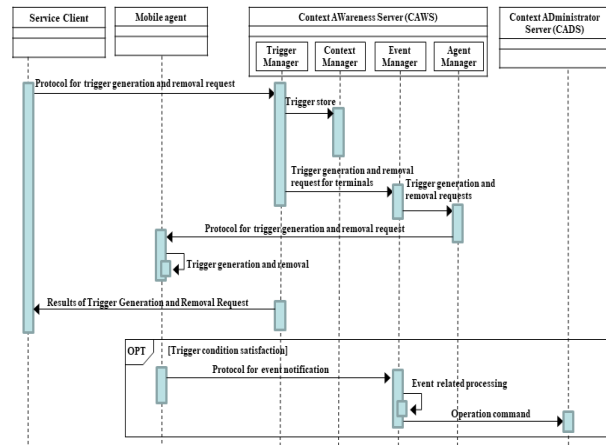 Service Client
Mobile agent
Context AWareness Server (CAWS)
Context ADministrator
Server (CADS)
Trigger
Manager
Context
Manager
Event
Manager
Agent
Manager
Protocol for trigger generation and removal request
Trigger store
Trigger generation and removal
request for terminals
Trigger generation and
removal requests
Protocol for trigger generation and removal request
Trigger generation and removal
Results of Trigger Generation and Removal Request
OPT
[Trigger condition satisfaction]
Protocol for event notification
Event related processing
Operation command